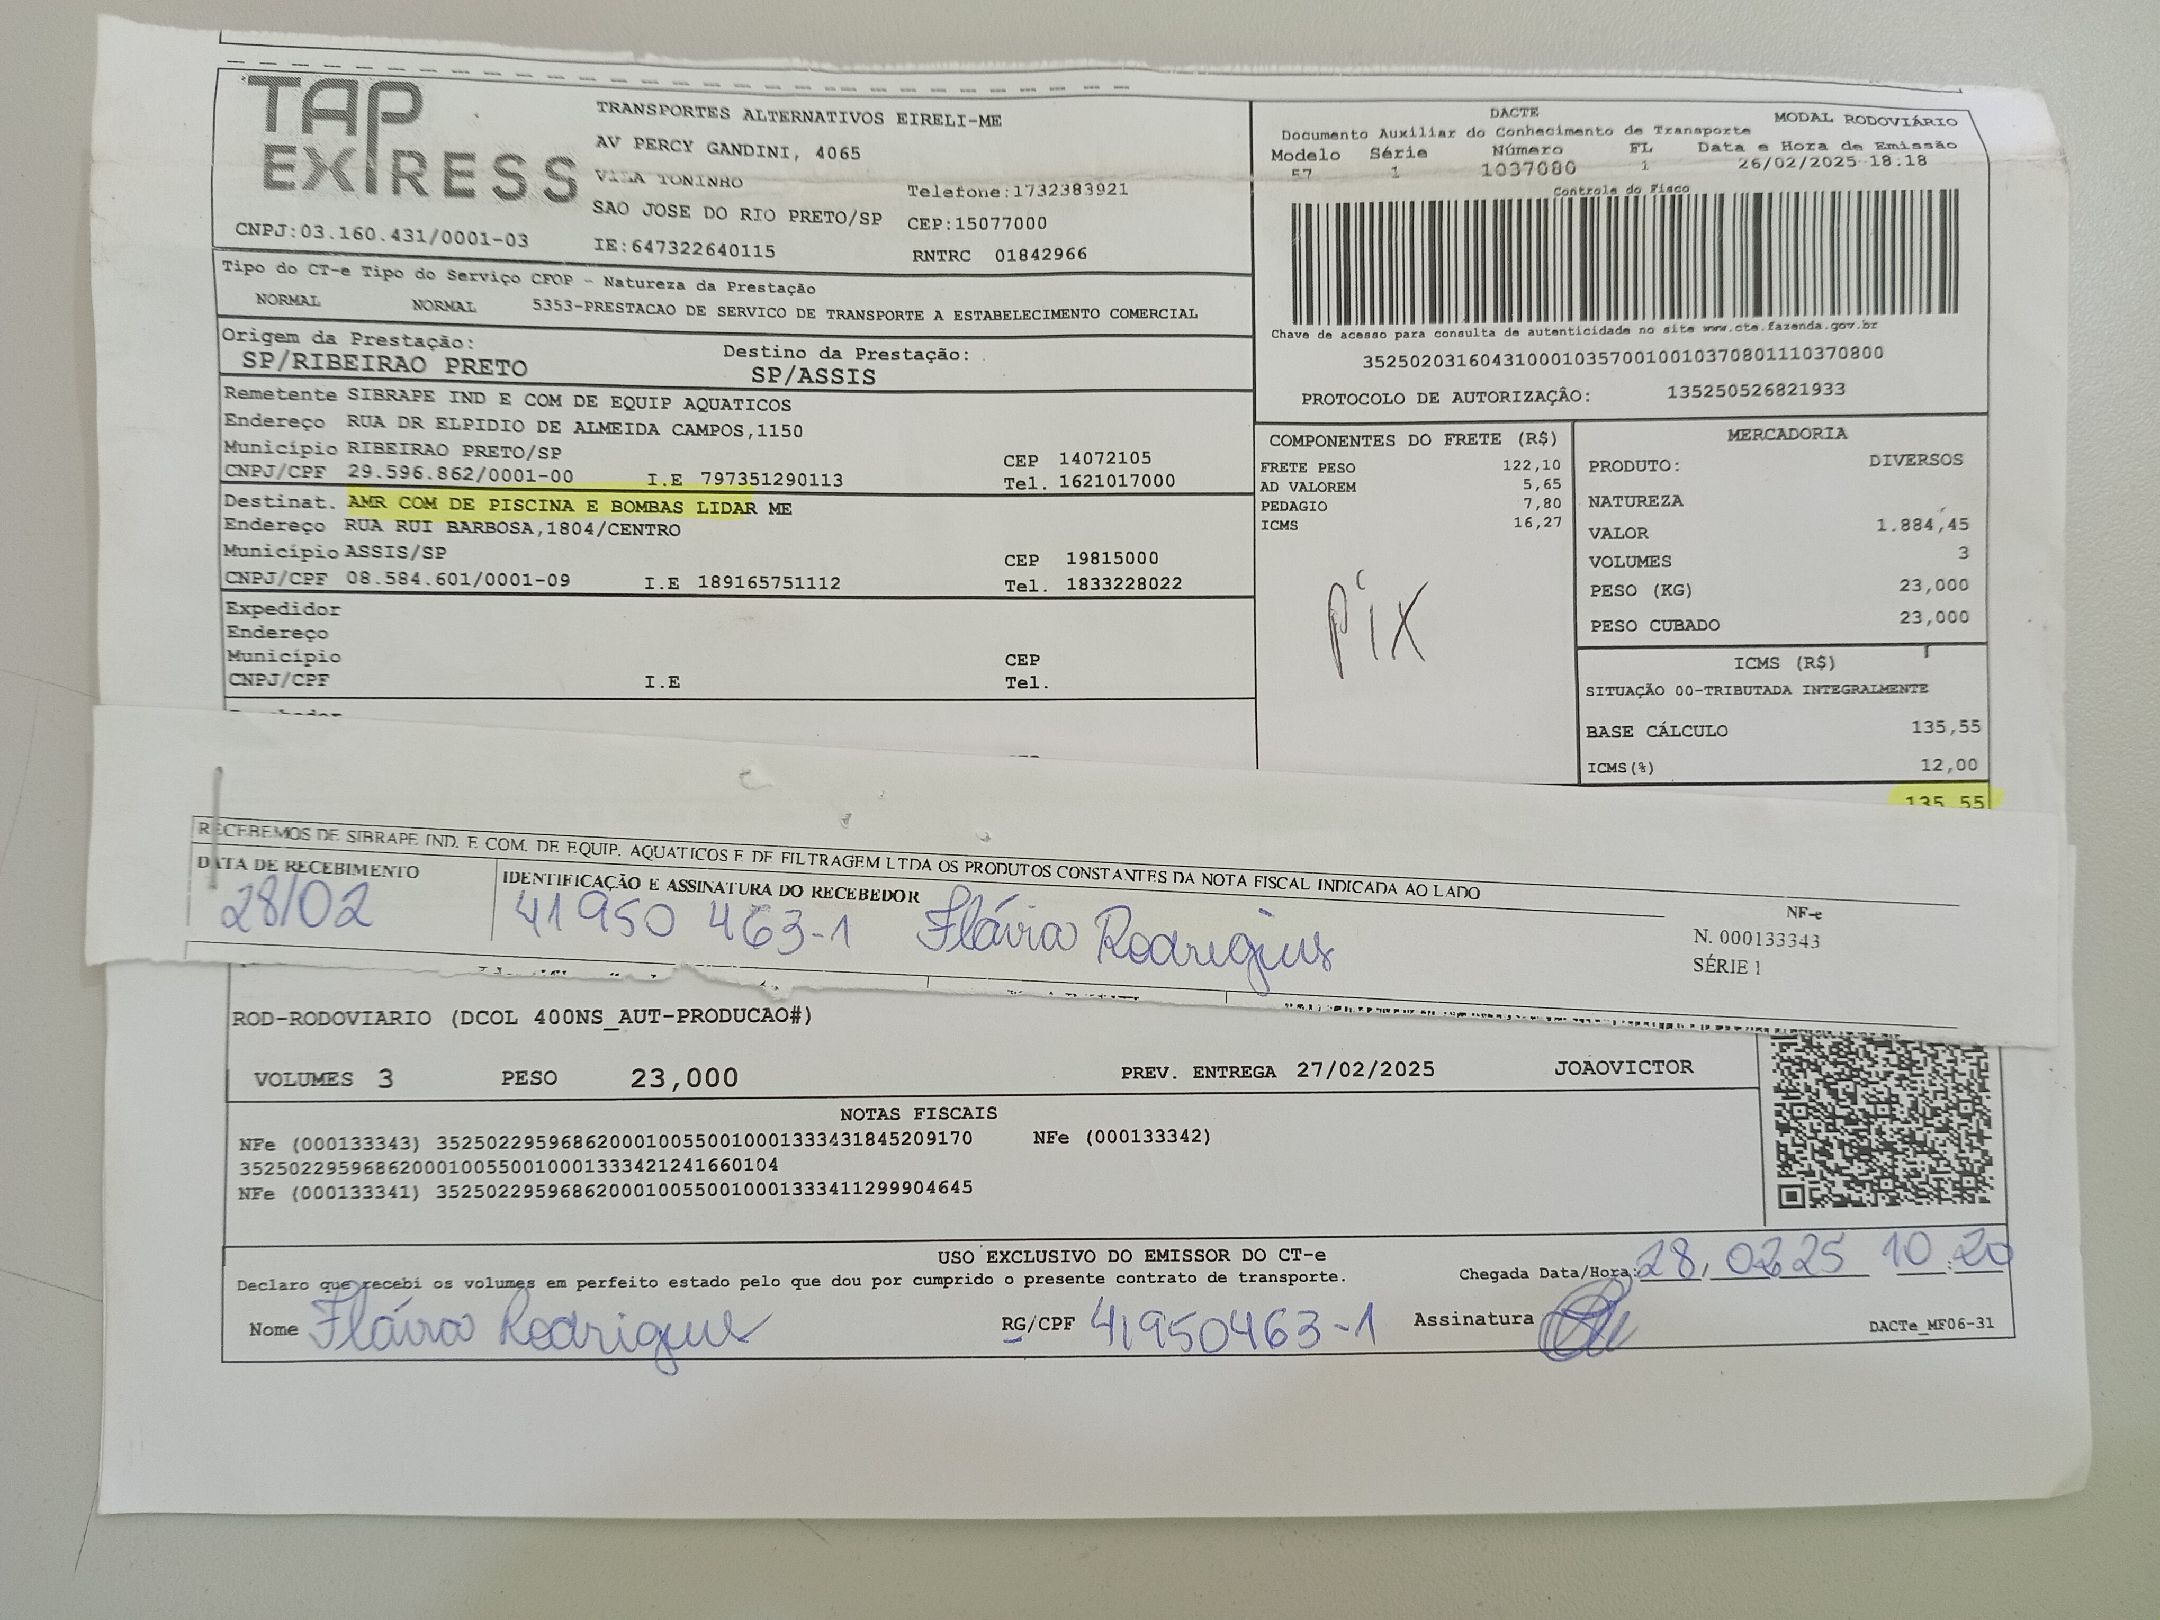 TAP EXPRESS
TRANSPORTES ALTERNATIVOS EIRELI-ME
AV PERCY GANDINI, 4065
VILA TONINHO
Telefone:1732383921
SAO JOSE DO RIO PRETO/SP CEP:15077000
CNPJ:03.160.431/0001-03
IE:647322640115
RNTRC 01842966
DACTE
MODAL RODOVIÁRIO
Documento Auxiliar do Conhecimento de Transporte
Modelo Série Número FL Data e Hora de Emissão
57 1 1037080 1 26/02/2025 18.18
Controle do Fisco
Chave de acesso para consulta de autenticidade no site www.cte.fazenda.gov.br
35250203160431000103570010010370801110370800
PROTOCOLO DE AUTORIZAÇÂO: 135250526821933
Tipo do CT-e Tipo do Serviço CFOP - Natureza da Prestação
NORMAL NORMAL 5353-PRESTACAO DE SERVICO DE TRANSPORTE A ESTABELECIMENTO COMERCIAL
Origem da Prestação:
SP/RIBEIRAO PRETO
Destino da Prestação:
SP/ASSIS
Remetente SIBRAPE IND E COM DE EQUIP AQUATICOS
Endereço RUA DR ELPIDIO DE ALMEIDA CAMPOS,1150
Município RIBEIRAO PRETO/SP CEP 14072105
CNPJ/CPF 29.596.862/0001-00 I.E 797351290113 Tel. 1621017000
Destinat. AMR COM DE PISCINA E BOMBAS LIDAR ME
Endereço RUA RUI BARBOSA,1804/CENTRO
Município ASSIS/SP CEP 19815000
CNPJ/CPF 08.584.601/0001-09 I.E 189165751112 Tel. 1833228022
Expedidor
Endereço
Município CEP
CNPJ/CPF I.E Tel.
COMPONENTES DO FRETE (R$)
FRETE PESO 122,10
AD VALOREM 5,65
PEDAGIO 7,80
ICMS 16,27
Pix
MERCADORIA
PRODUTO: DIVERSOS
NATUREZA
VALOR 1.884,45
VOLUMES 3
PESO (KG) 23,000
PESO CUBADO 23,000
ICMS (R$)
SITUAÇÃO 00-TRIBUTADA INTEGRALMENTE
BASE CÁLCULO 135,55
ICMS(%) 12,00
135,55
RECEBEMOS DE SIBRAPE IND. E COM. DE EQUIP. AQUATICOS E DE FILTRAGEM LTDA OS PRODUTOS CONSTANTES DA NOTA FISCAL INDICADA AO LADO
DATA DE RECEBIMENTO
28/02
IDENTIFICAÇÃO E ASSINATURA DO RECEBEDOR
41950 463-1 Flávia Rodrigues
NF-e
N. 000133343
SÉRIE 1
ROD-RODOVIARIO (DCOL 400NS_AUT-PRODUCAO#)
VOLUMES 3 PESO 23,000 PREV. ENTREGA 27/02/2025 JOAOVICTOR
NOTAS FISCAIS
NFe (000133343) 35250229596862000100550010001333431845209170 NFe (000133342)
35250229596862000100550010001333421241660104
NFe (000133341) 35250229596862000100550010001333411299904645
USO EXCLUSIVO DO EMISSOR DO CT-e
Declaro que recebi os volumes em perfeito estado pelo que dou por cumprido o presente contrato de transporte.
Chegada Data/Hora: 28/02/25 10:20
Nome Flávia Rodrigues RG/CPF 41950463-1 Assinatura
DACTe_MF06-31